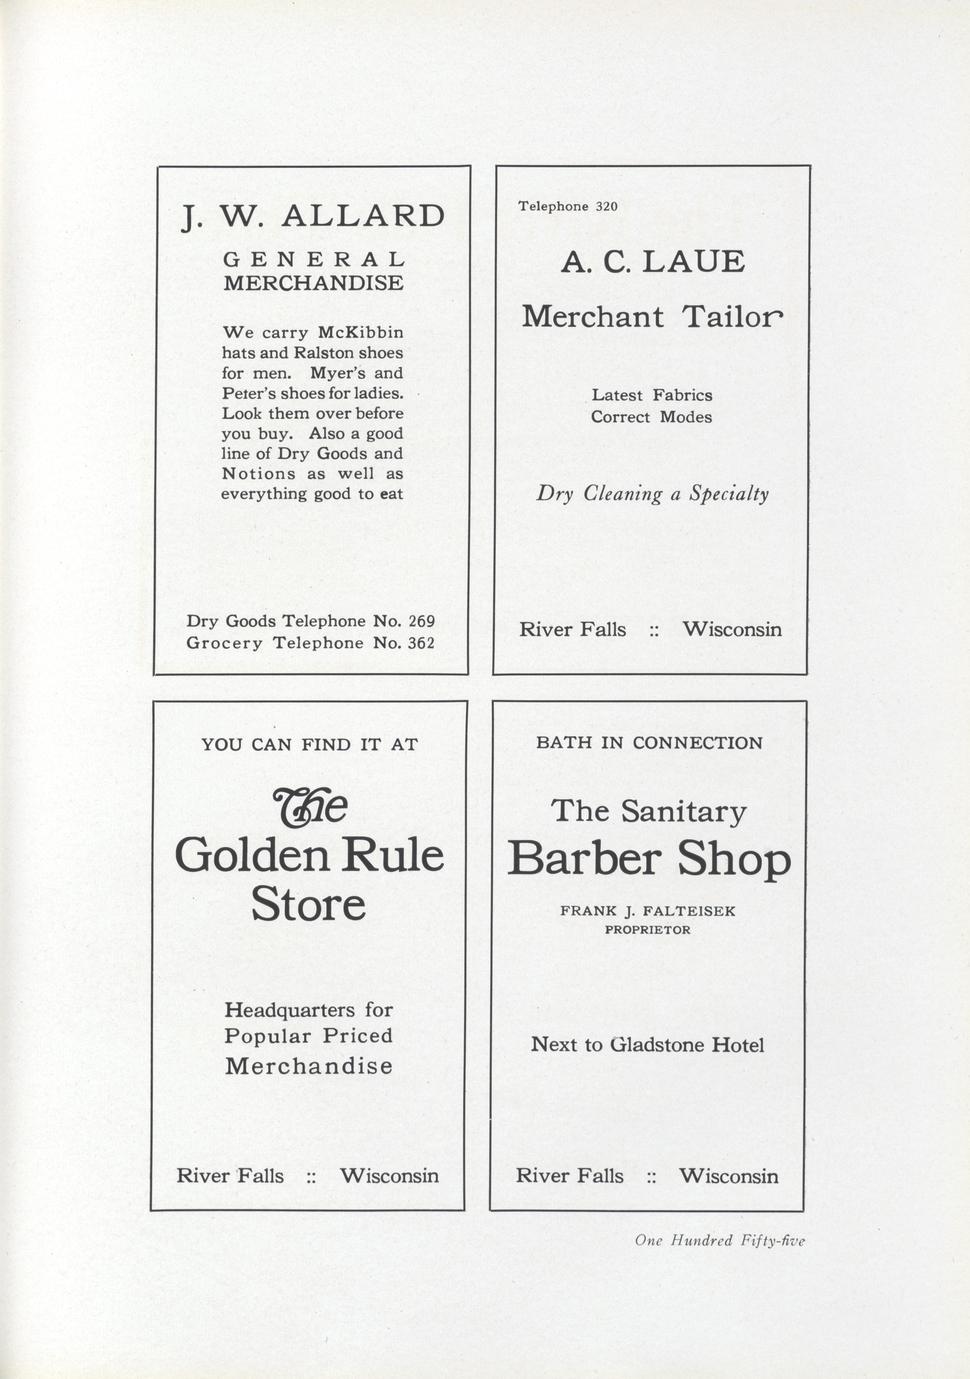 J. W. ALLARD
GENERAL
MERCHANDISE
We carry McKibbin
hats and Ralston shoes
for men. Myer's and
Peter's shoes for ladies.
Look them over before
you buy. Also a good
line of Dry Goods and
Notions as well as
everything good to eat
Dry Goods Telephone No. 269
Grocery Telephone No. 362
Telephone 320
A. C. LAUE
Merchant Tailor
Latest Fabrics
Correct Modes
Dry Cleaning a Specialty
River Falls :: Wisconsin
YOU CAN FIND IT AT
The
Golden Rule
Store
Headquarters for
Popular Priced
Merchandise
River Falls :: Wisconsin
BATH IN CONNECTION
The Sanitary
Barber Shop
FRANK J. FALTEISEK
PROPRIETOR
Next to Gladstone Hotel
River Falls :: Wisconsin
One Hundred Fifty-five